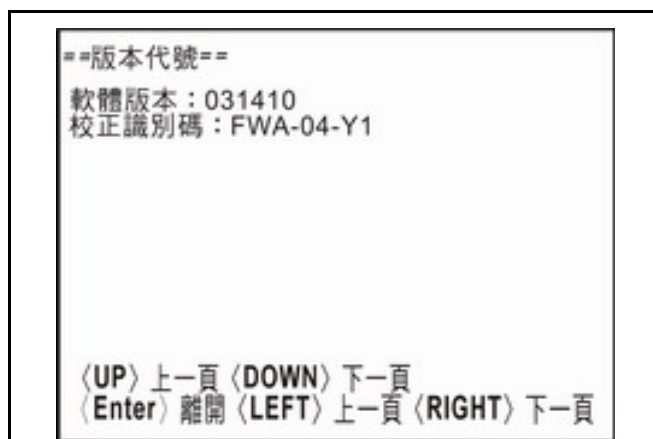 ==版本代號==
軟體版本：031410
校正識別碼：FWA-04-Y1
〈UP〉上一頁〈DOWN〉下一頁
〈Enter〉離開〈LEFT〉上一頁〈RIGHT〉下一頁